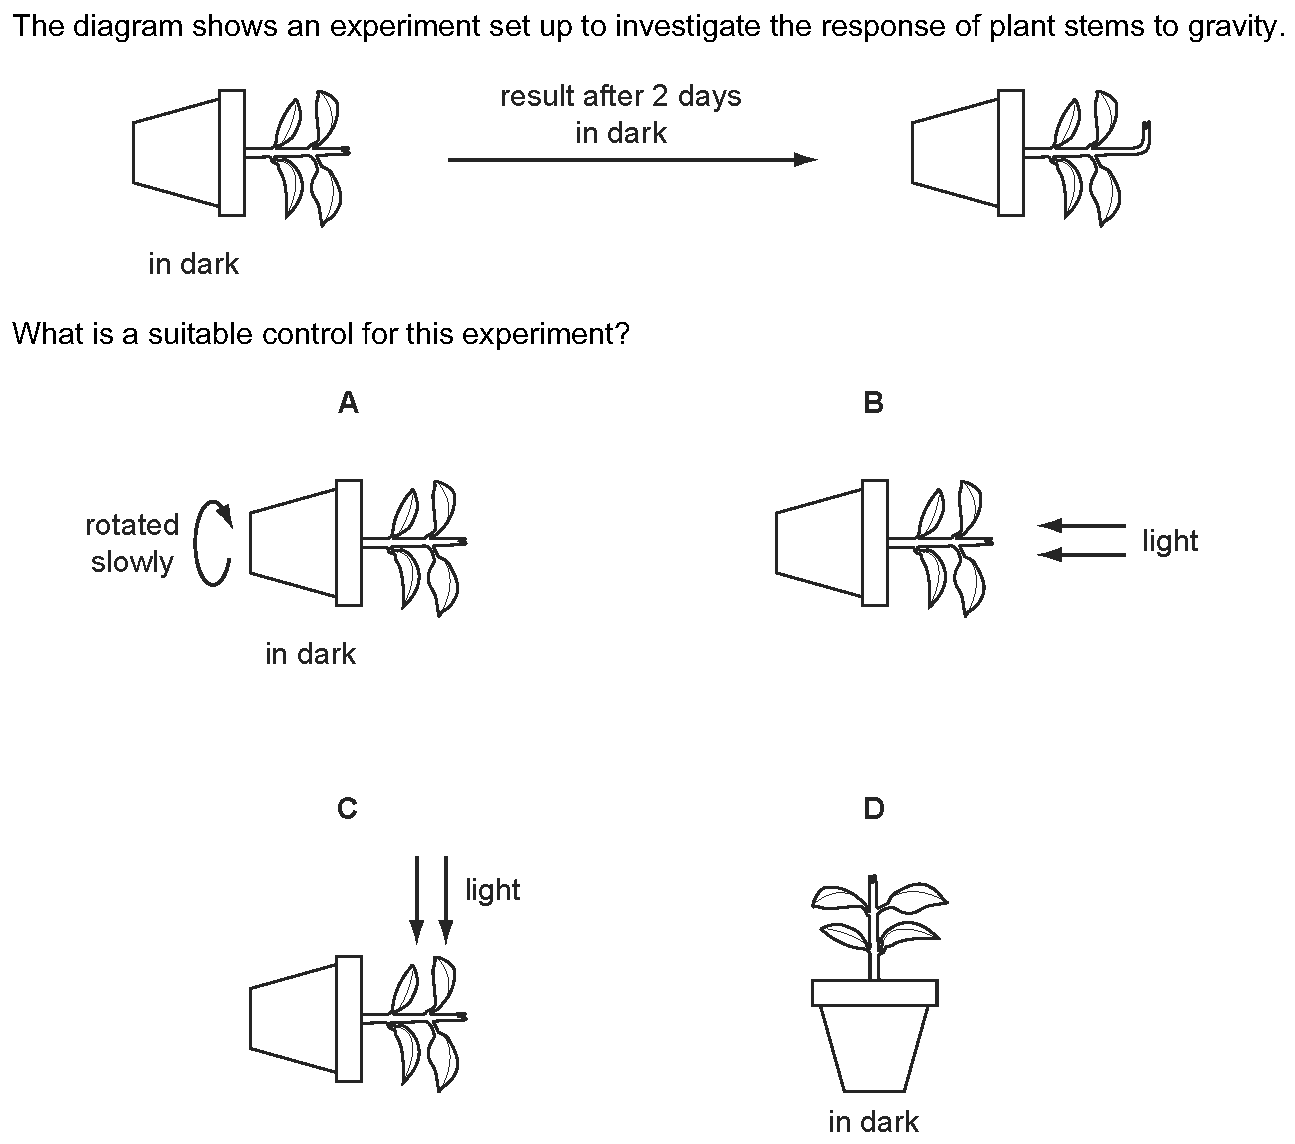 The diagram shows an experiment set up to investigate the response of plant stems to gravity.
result after 2 days
in dark
in dark
What is a suitable control for this experiment?
A
B
rotated
slowly
light
in dark
C
D
light
in dark